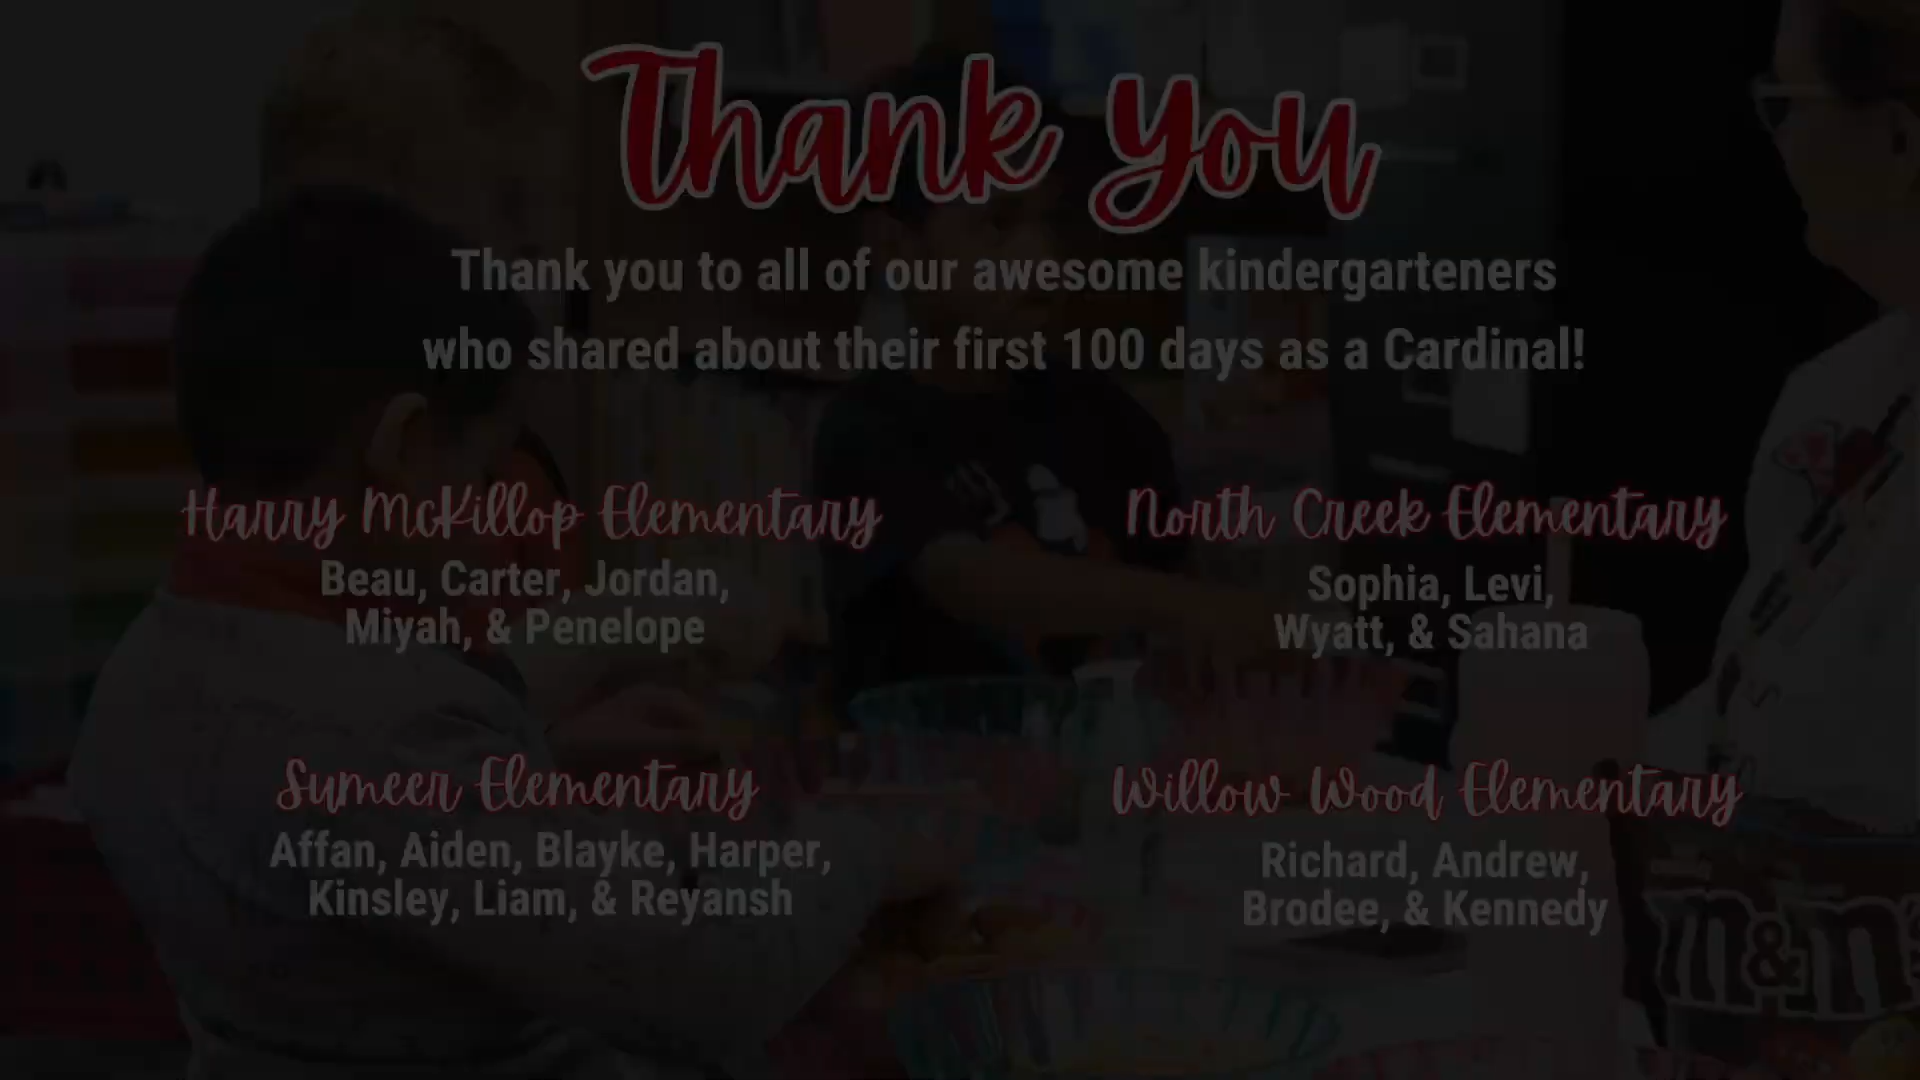 Thank You
Thank you to all of our awesome kindergarteners
who shared about their first 100 days as a Cardinal!
Harry McKillop Elementary
Beau, Carter, Jordan,
Miyah, & Penelope
North Creek Elementary
Sophia, Levi,
Wyatt, & Sahana
Sumeer Elementary
Affan, Aiden, Blayke, Harper,
Kinsley, Liam, & Reyansh
Willow Wood Elementary
Richard, Andrew,
Brodee, & Kennedy
m&m's